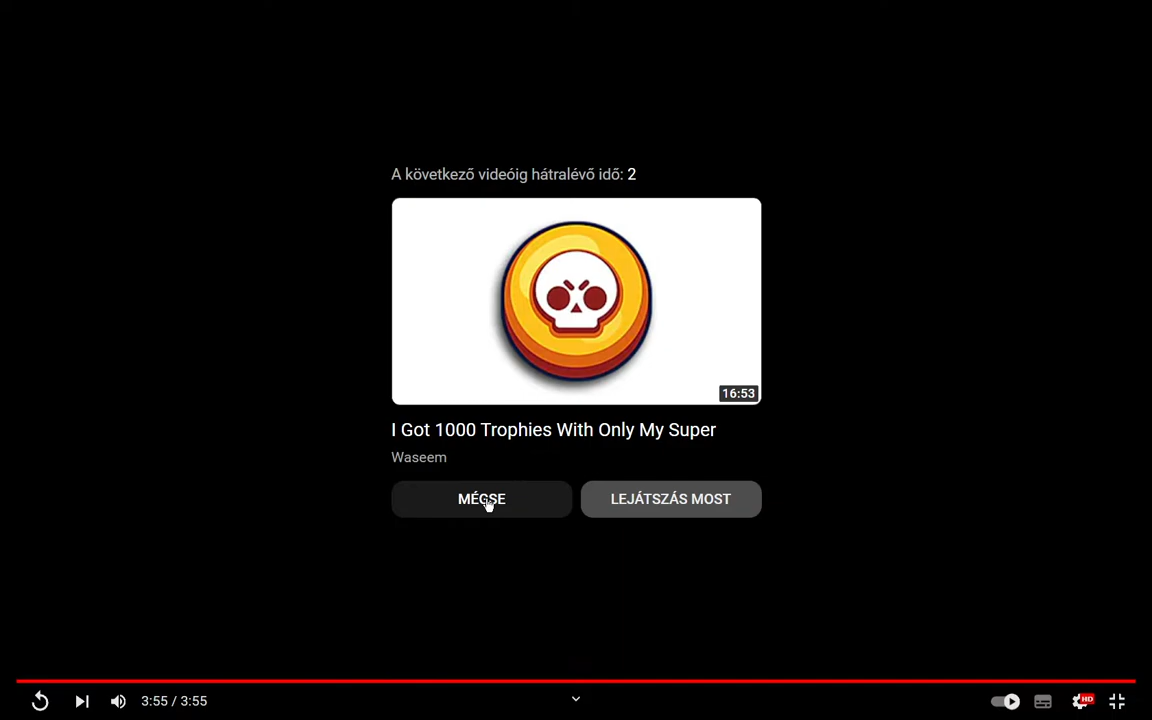 A következő videóig hátralévő idő: 2
16:53
I Got 1000 Trophies With Only My Super
Waseem
MÉGSE
LEJÁTSZÁS MOST
3:55 / 3:55
HD